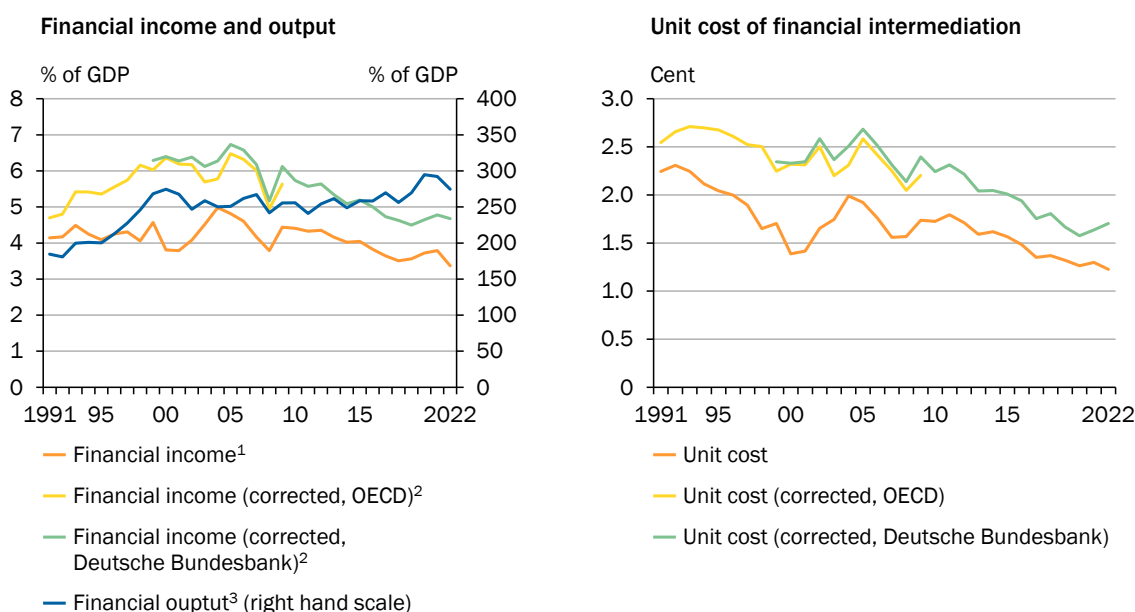 Financial income and output
% of GDP
% of GDP
8
7
6
5
4
3
2
1
0
400
350
300
250
200
150
100
50
0
1991 95 00 05 10 15 2022
Financial income¹
Financial income (corrected, OECD)²
Financial income (corrected,
Deutsche Bundesbank)²
Financial ouptut³ (right hand scale)
Unit cost of financial intermediation
Cent
3.0
2.5
2.0
1.5
1.0
0.5
0
1991 95 00 05 10 15 2022
Unit cost
Unit cost (corrected, OECD)
Unit cost (corrected, Deutsche Bundesbank)